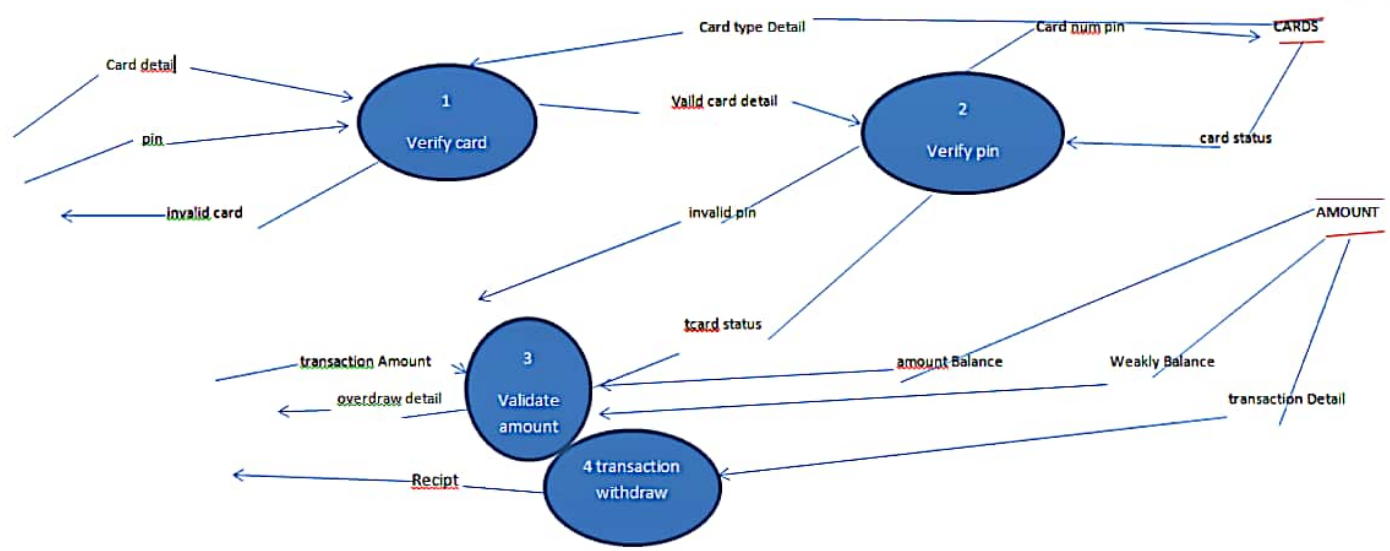 Card type Detail
Card num pin
CARDS
Card detail
1
Verify card
Vaild card detail
2
Verify pin
pin
card status
invalid card
invalid pin
AMOUNT
tcard status
3
Validate
amount
transaction Amount
amount Balance
Weakly Balance
overdraw detail
transaction Detail
4 transaction
withdraw
Recipt